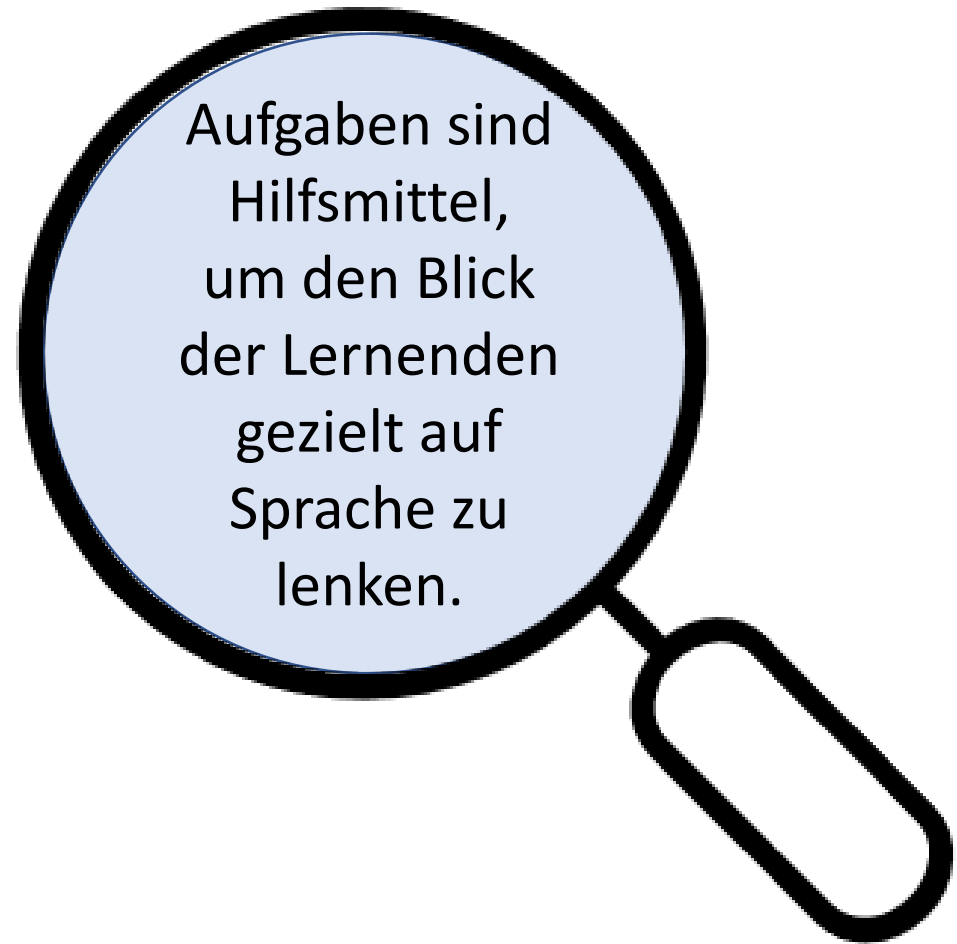 Aufgaben sind
Hilfsmittel,
um den Blick
der Lernenden
gezielt auf
Sprache zu
lenken.